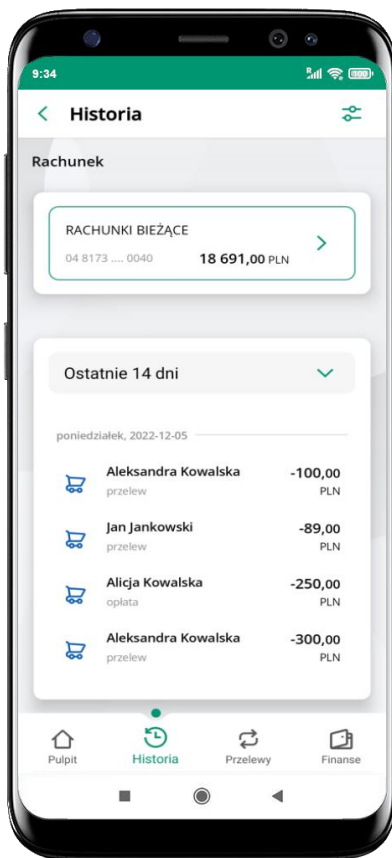 9:34
R
100
Historia
Rachunek
RACHUNKI BIEŻĄCE
04 8173 .... 0040 18 691,00 PLN
Ostatnie 14 dni
poniedziałek, 2022-12-05
Aleksandra Kowalska -100,00
przelew PLN
Jan Jankowski -89,00
przelew PLN
Alicja Kowalska -250,00
opłata PLN
Aleksandra Kowalska -300,00
przelew PLN
Pulpit Historia Przelewy Finanse